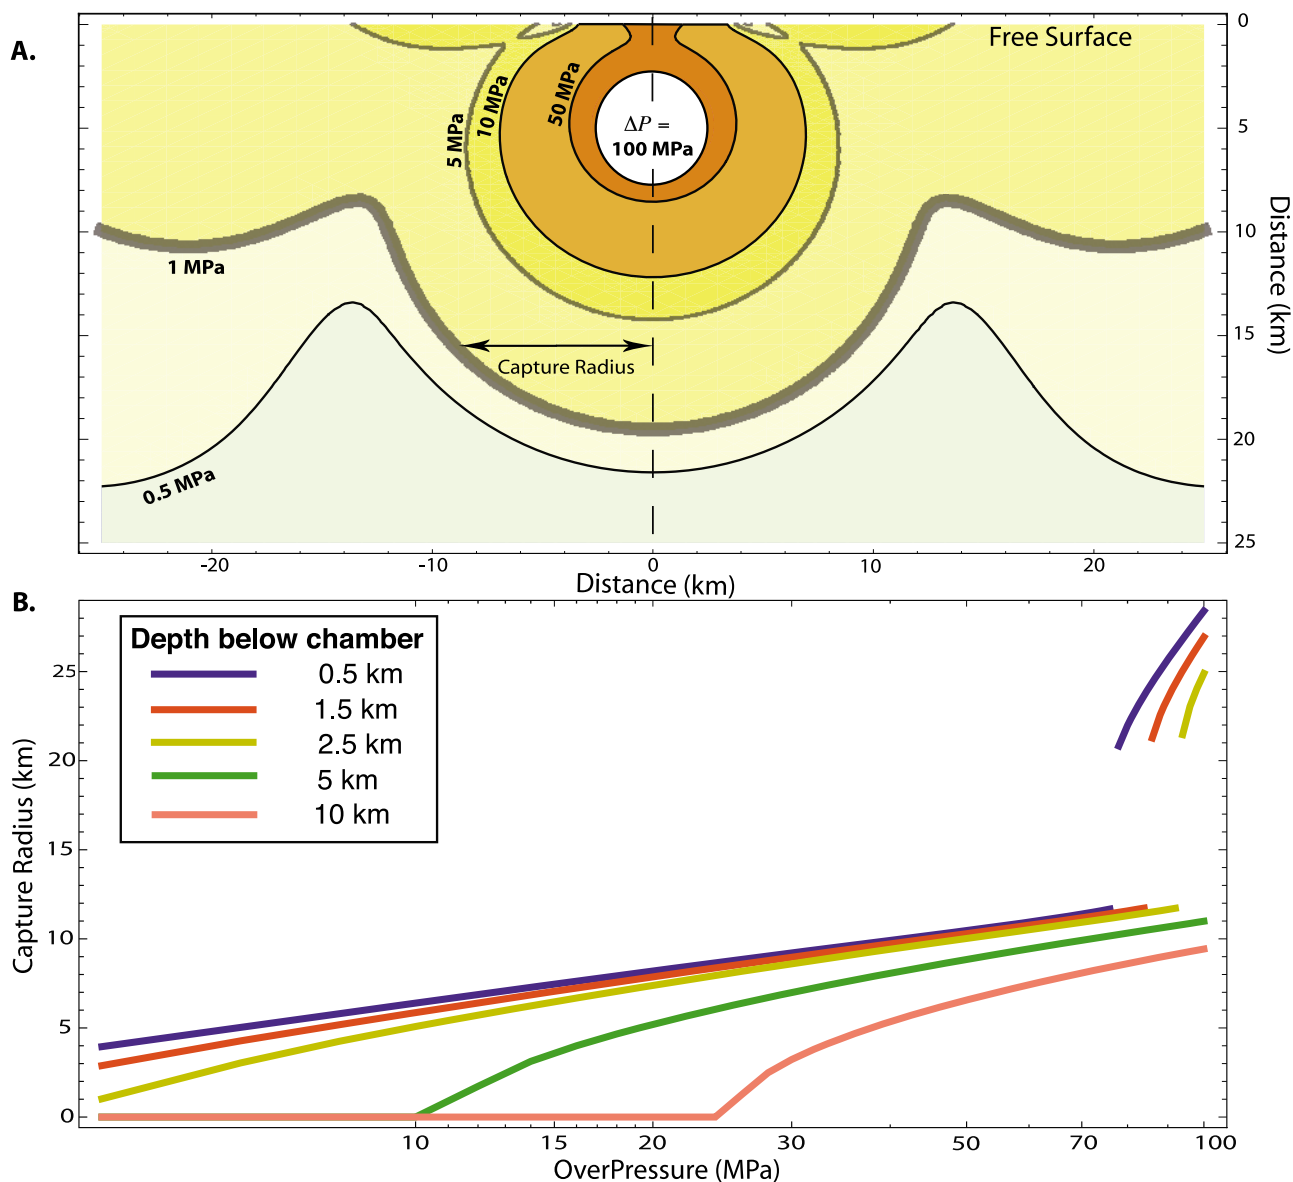 A.
Free Surface
0
5
10
15
20
25
Distance (km)
5 MPa
10 MPa
50 MPa
ΔP =
100 MPa
1 MPa
Capture Radius
0.5 MPa
-20
-10
0
10
20
Distance (km)
B.
Depth below chamber
0.5 km
1.5 km
2.5 km
5 km
10 km
Capture Radius (km)
25
20
15
10
5
0
10
15
20
30
50
70
100
OverPressure (MPa)